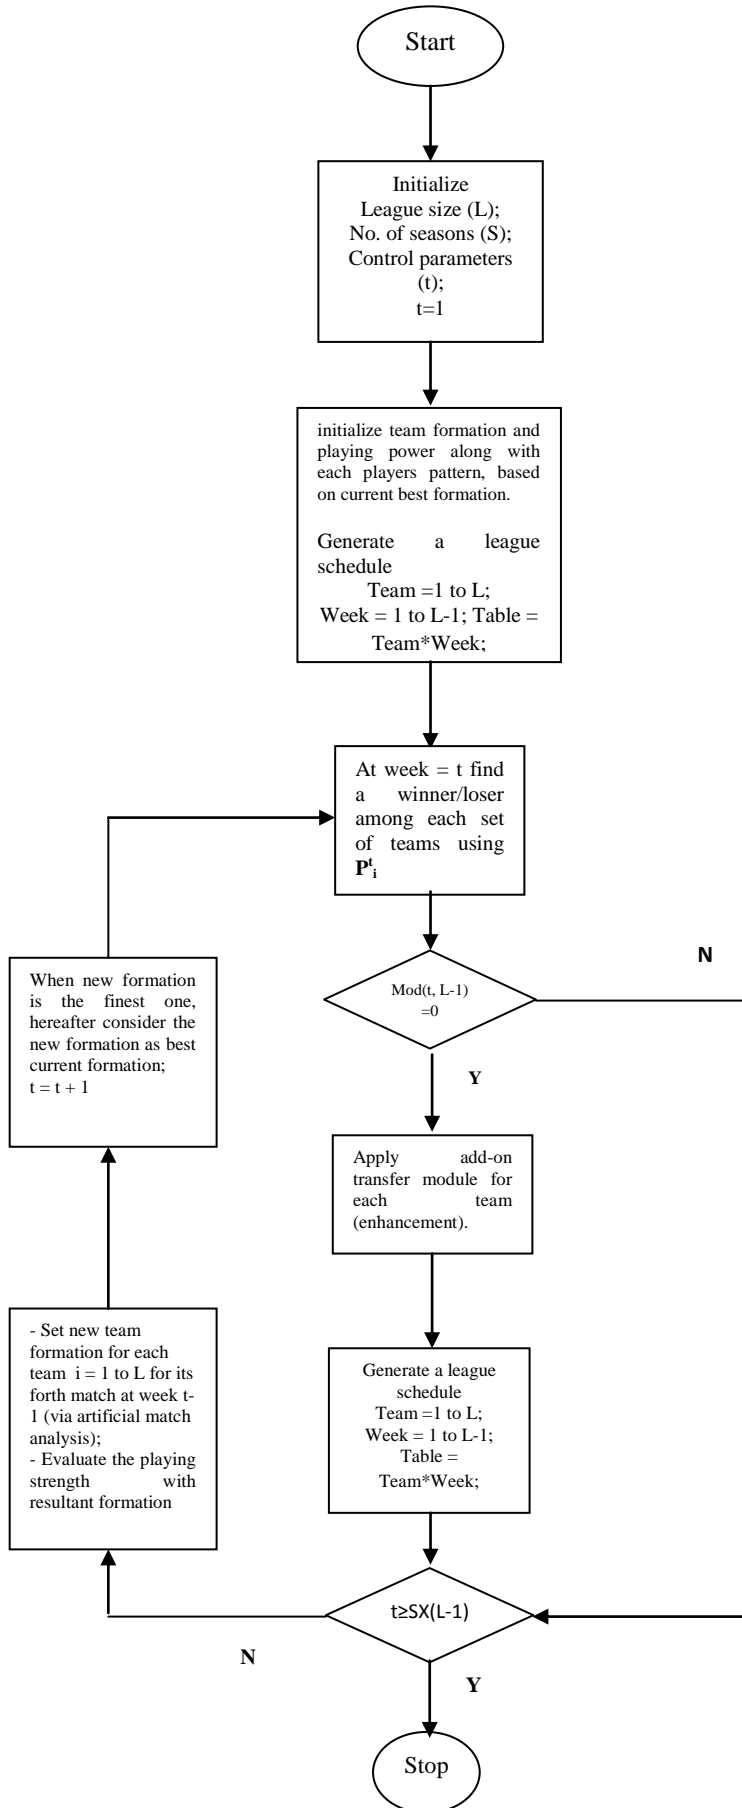 Start
Initialize
League size (L);
No. of seasons (S);
Control parameters
(t);
t=1
initialize team formation and
playing power along with
each players pattern, based
on current best formation.
Generate a league
schedule
Team =1 to L;
Week = 1 to L-1; Table =
Team*Week;
At week = t find
a winner/loser
among each set
of teams using
P^t_i
Mod(t, L-1)
=0
N
Y
Apply add-on
transfer module for
each team
(enhancement).
Generate a league
schedule
Team =1 to L;
Week = 1 to L-1;
Table =
Team*Week;
t≥SX(L-1)
N
Y
Stop
- Set new team
formation for each
team i = 1 to L for its
forth match at week t-
1 (via artificial match
analysis);
- Evaluate the playing
strength with
resultant formation
When new formation
is the finest one,
hereafter consider the
new formation as best
current formation;
t = t + 1